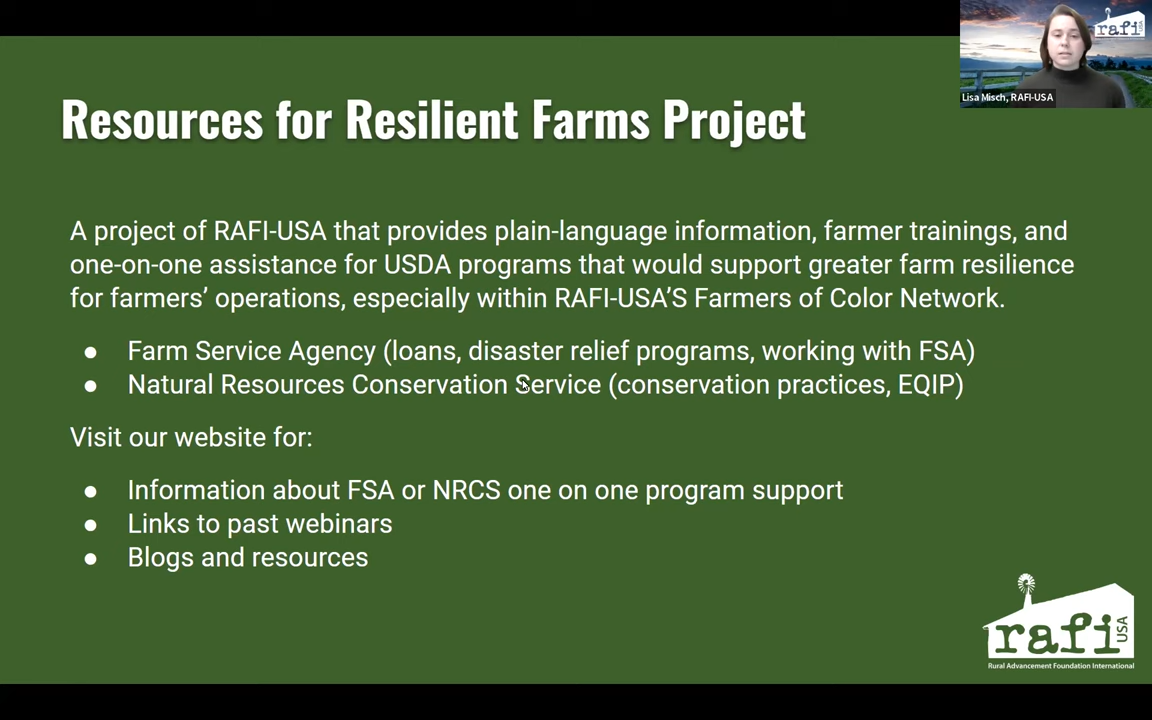 rafi
USA
Lisa Misch, RAFI-USA
Resources for Resilient Farms Project
A project of RAFI-USA that provides plain-language information, farmer trainings, and
one-on-one assistance for USDA programs that would support greater farm resilience
for farmers’ operations, especially within RAFI-USA’S Farmers of Color Network.
● Farm Service Agency (loans, disaster relief programs, working with FSA)
● Natural Resources Conservation Service (conservation practices, EQIP)
Visit our website for:
● Information about FSA or NRCS one on one program support
● Links to past webinars
● Blogs and resources
rafi
USA
Rural Advancement Foundation International